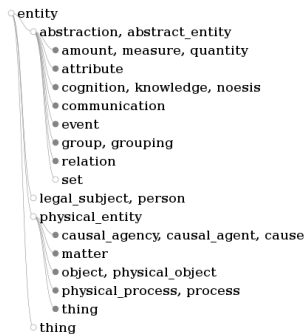 entity
abstraction, abstract_entity
amount, measure, quantity
attribute
cognition, knowledge, noesis
communication
event
group, grouping
relation
set
legal_subject, person
physical_entity
causal_agency, causal_agent, cause
matter
object, physical_object
physical_process, process
thing
thing